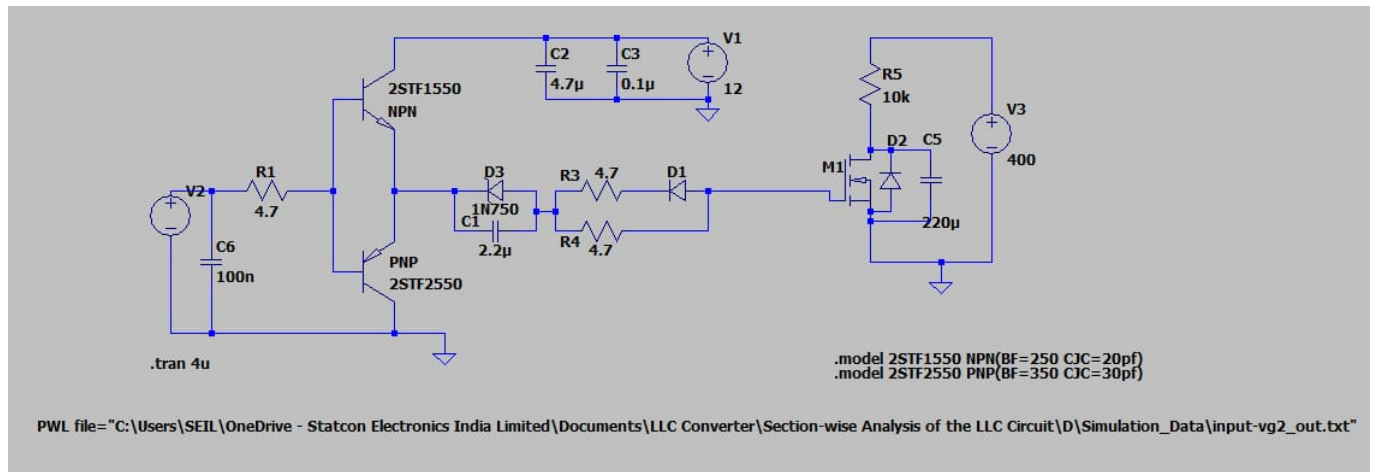 V1
C2
C3
4.7µ
0.1µ
12
2STF1550
NPN
R5
10k
V3
400
D2
C5
M1
220µ
R1
4.7
V2
C6
100n
D3
1N750
C1
2.2µ
R3
4.7
D1
R4
4.7
PNP
2STF2550
.tran 4u
.model 2STF1550 NPN(BF=250 CJC=20pf)
.model 2STF2550 PNP(BF=350 CJC=30pf)
PWL file="C:\Users\SEIL\OneDrive - Statcon Electronics India Limited\Documents\LLC Converter\Section-wise Analysis of the LLC Circuit\D\Simulation_Data\input-vg2_out.txt"